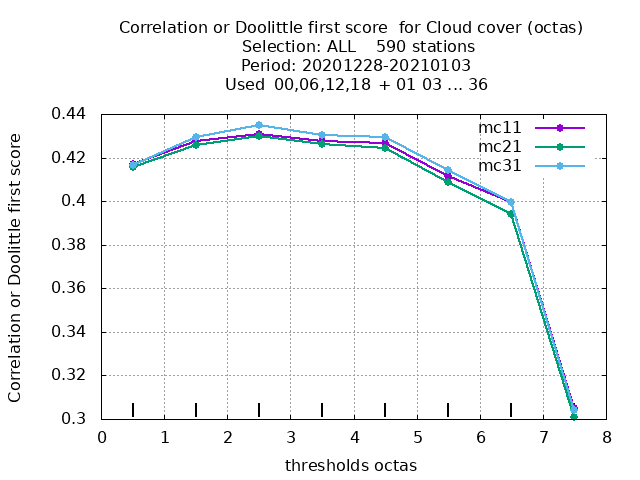 Correlation or Doolittle first score  for Cloud cover (octas)
Selection: ALL    590 stations
Period: 20201228-20210103
Used  00,06,12,18 + 01 03 ... 36
Correlation or Doolittle first score
0.44
0.42
0.4
0.38
0.36
0.34
0.32
0.3
mc11
mc21
mc31
0 1 2 3 4 5 6 7 8
thresholds octas